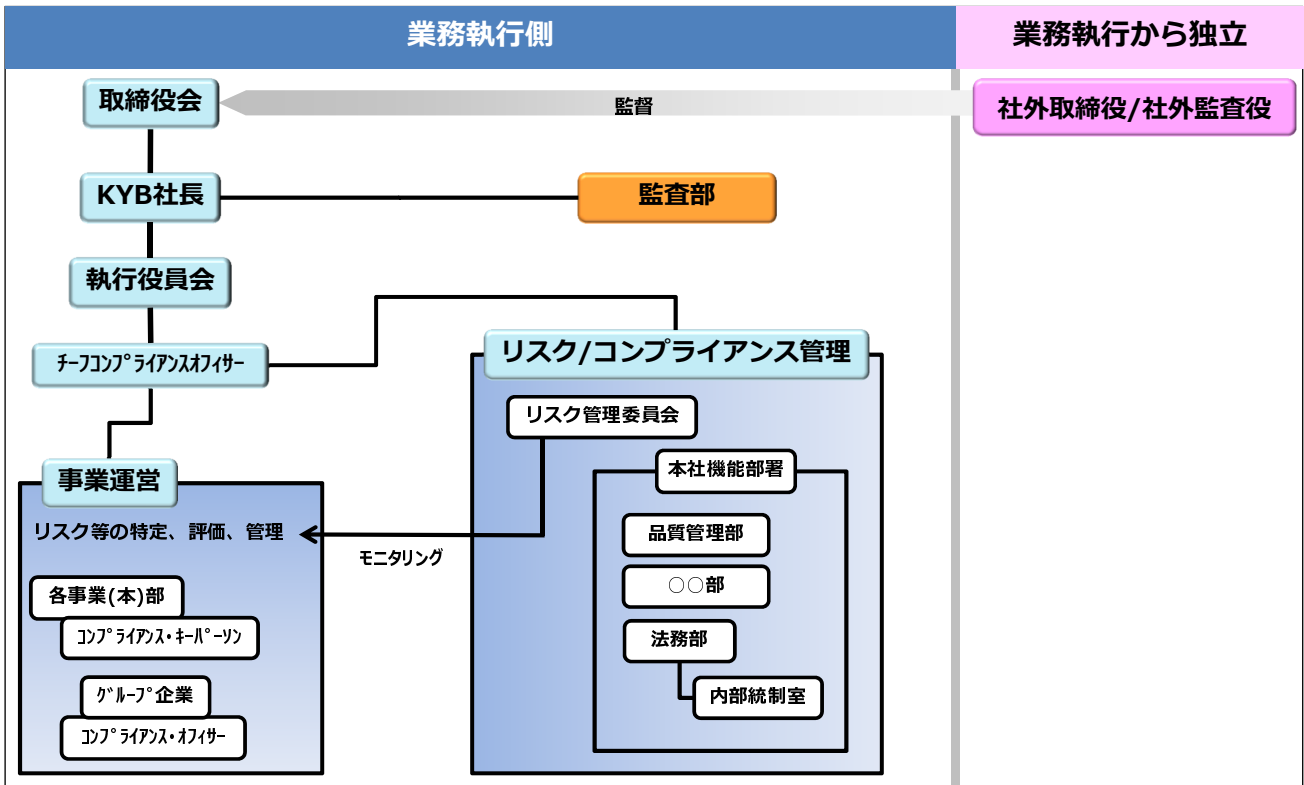 業務執行側
業務執行から独立
取締役会
監督
社外取締役/社外監査役
KYB社長
監査部
執行役員会
ﾁｰﾌｺﾝﾌﾟﾗｲｱﾝｽｵﾌｨｻｰ
リスク/コンプライアンス管理
リスク管理委員会
本社機能部署
事業運営
リスク等の特定、評価、管理
モニタリング
品質管理部
○○部
各事業(本)部
ｺﾝﾌﾟﾗｲｱﾝｽ・ｷｰﾊﾟｰｿﾝ
法務部
内部統制室
ｸﾞﾙｰﾌﾟ企業
ｺﾝﾌﾟﾗｲｱﾝｽ・ｵﾌｨｻｰ